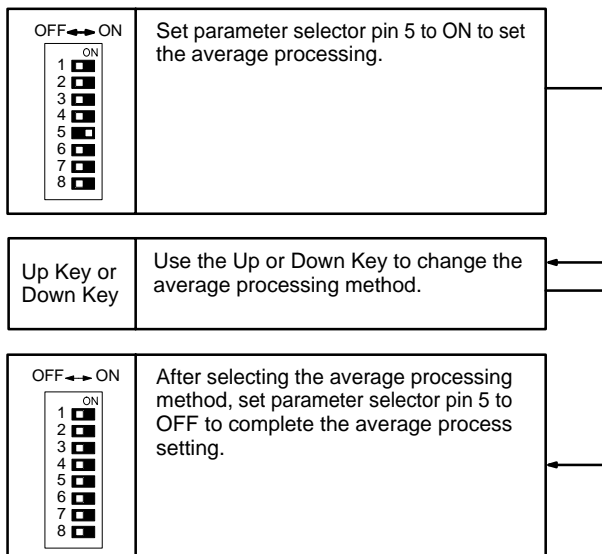 OFF ON
Set parameter selector pin 5 to ON to set
the average processing.
ON
1
2
3
4
5
6
7
8
Up Key or
Down Key
Use the Up or Down Key to change the
average processing method.
OFF ON
After selecting the average processing
method, set parameter selector pin 5 to
OFF to complete the average process
setting.
ON
1
2
3
4
5
6
7
8